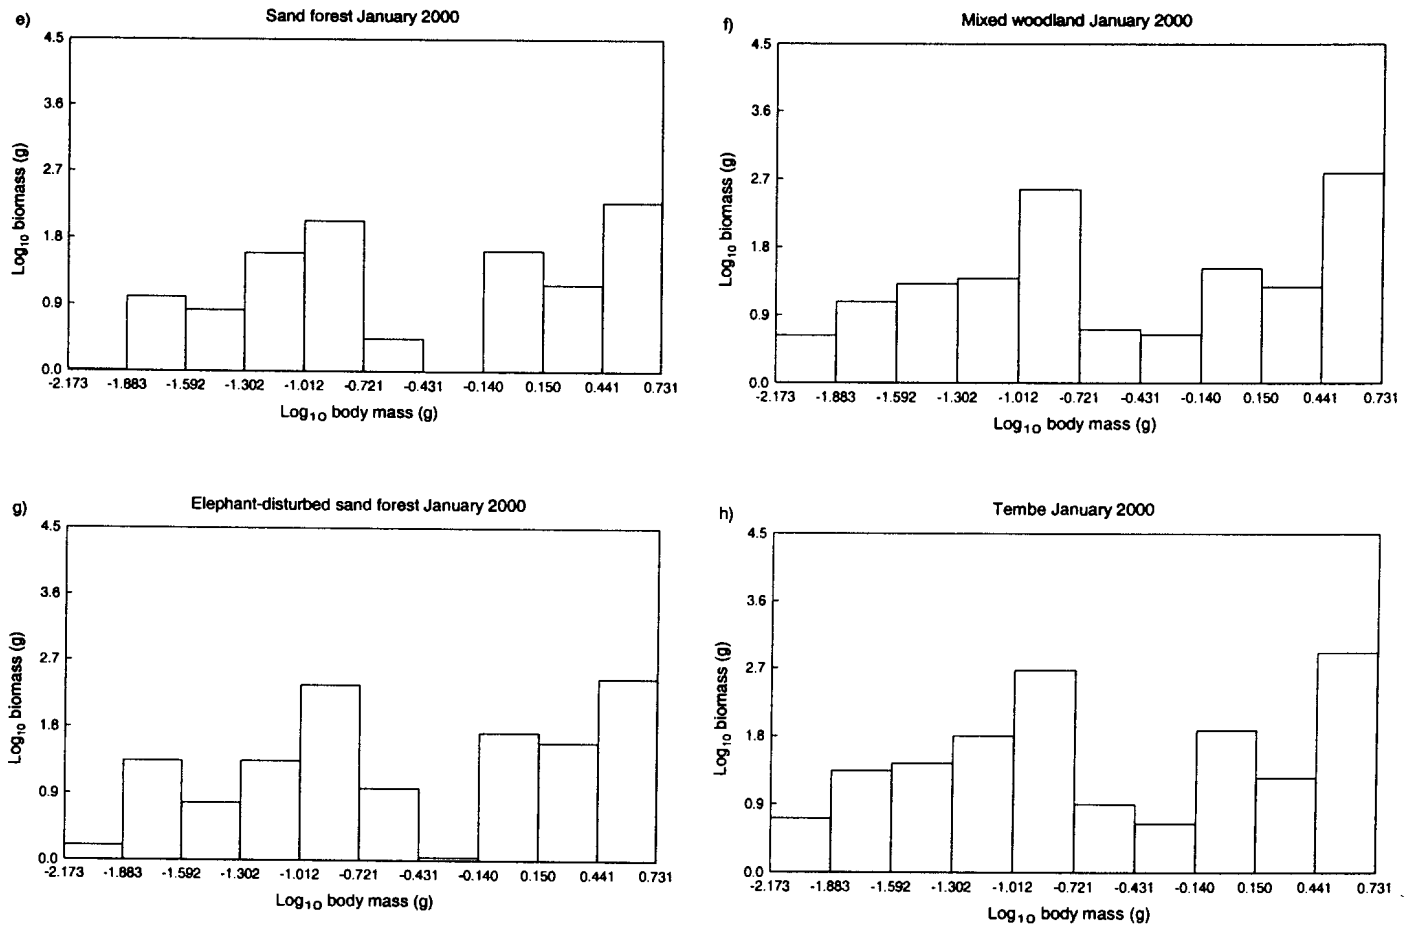 e)
Sand forest January 2000
4.5
3.6
2.7
1.8
0.9
0.0
Log10 biomass (g)
-2.173 -1.883 -1.592 -1.302 -1.012 -0.721 -0.431 -0.140 0.150 0.441 0.731
Log10 body mass (g)
f)
Mixed woodland January 2000
4.5
3.6
2.7
1.8
0.9
0.0
Log10 biomass (g)
-2.173 -1.883 -1.592 -1.302 -1.012 -0.721 -0.431 -0.140 0.150 0.441 0.731
Log10 body mass (g)
g)
Elephant-disturbed sand forest January 2000
4.5
3.6
2.7
1.8
0.9
0.0
Log10 biomass (g)
-2.173 -1.883 -1.592 -1.302 -1.012 -0.721 -0.431 -0.140 0.150 0.441 0.731
Log10 body mass (g)
h)
Tembe January 2000
4.5
3.6
2.7
1.8
0.9
0.0
Log10 biomass (g)
-2.173 -1.883 -1.592 -1.302 -1.012 -0.721 -0.431 -0.140 0.150 0.441 0.731
Log10 body mass (g)